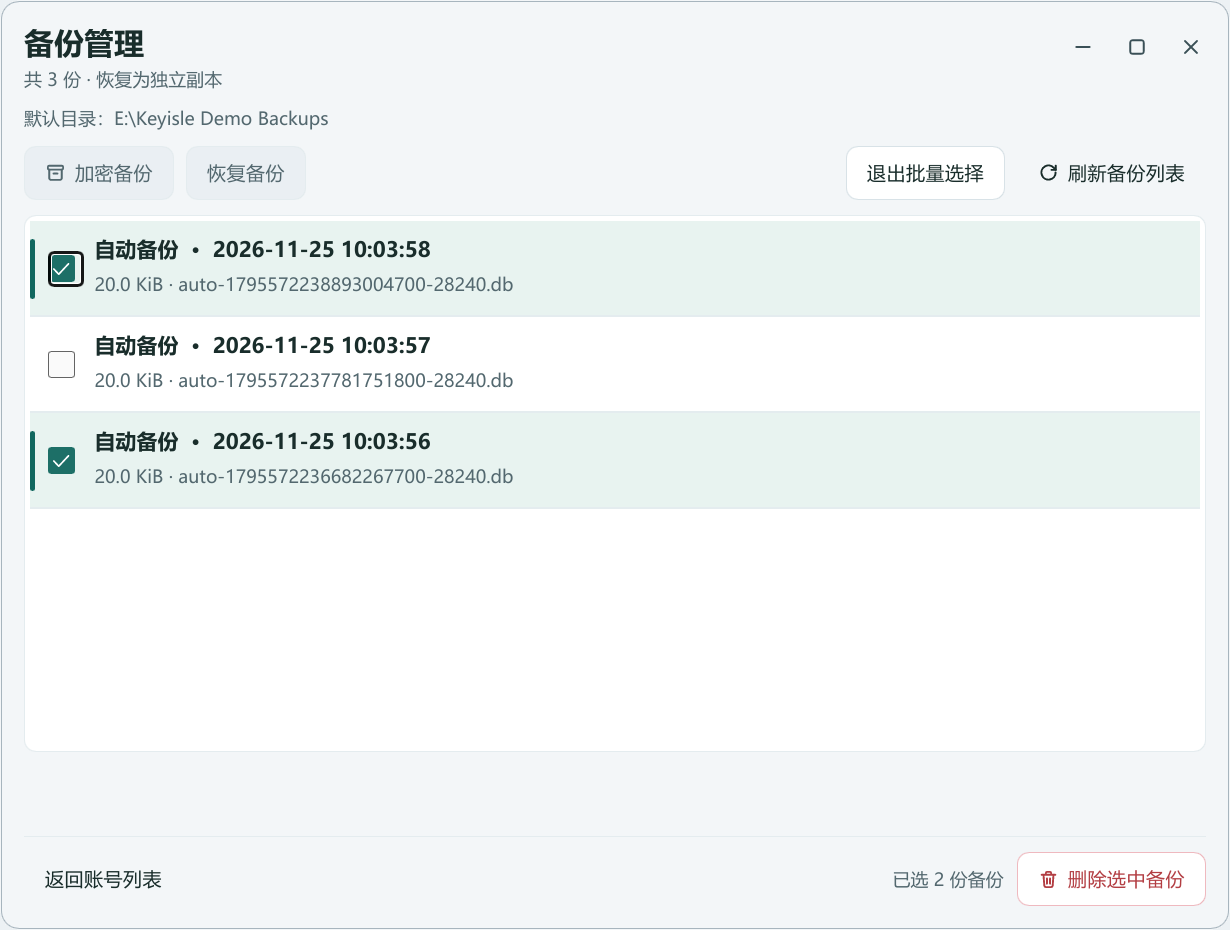 备份管理
共 3 份 · 恢复为独立副本
默认目录：E:\Keyisle Demo Backups
加密备份
恢复备份
退出批量选择
刷新备份列表
自动备份 • 2026-11-25 10:03:58
20.0 KiB · auto-1795572238893004700-28240.db
自动备份 • 2026-11-25 10:03:57
20.0 KiB · auto-1795572237781751800-28240.db
自动备份 • 2026-11-25 10:03:56
20.0 KiB · auto-1795572236682267700-28240.db
返回账号列表
已选 2 份备份
删除选中备份